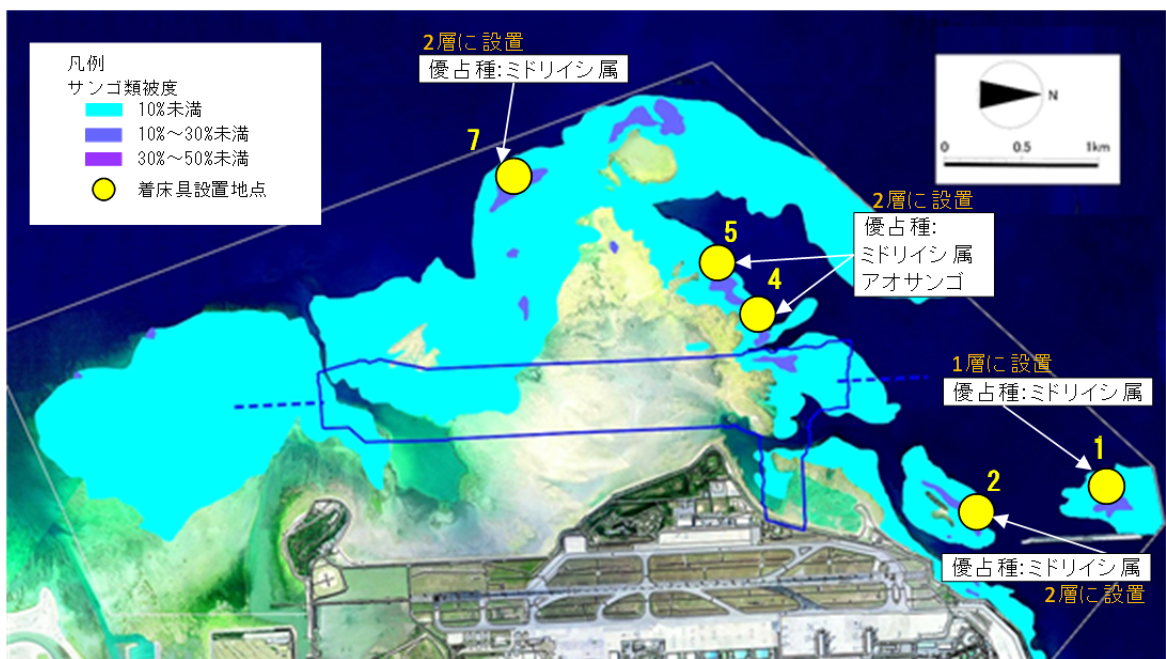 凡例
サンゴ類被度
10%未満
10%～30%未満
30%～50%未満
着床具設置地点
2層に設置
優占種:ミドリイシ属
7
N
0 0.5 1km
2層に設置
優占種:
ミドリイシ属
アオサンゴ
5
4
1層に設置
優占種:ミドリイシ属
1
2
優占種:ミドリイシ属
2層に設置